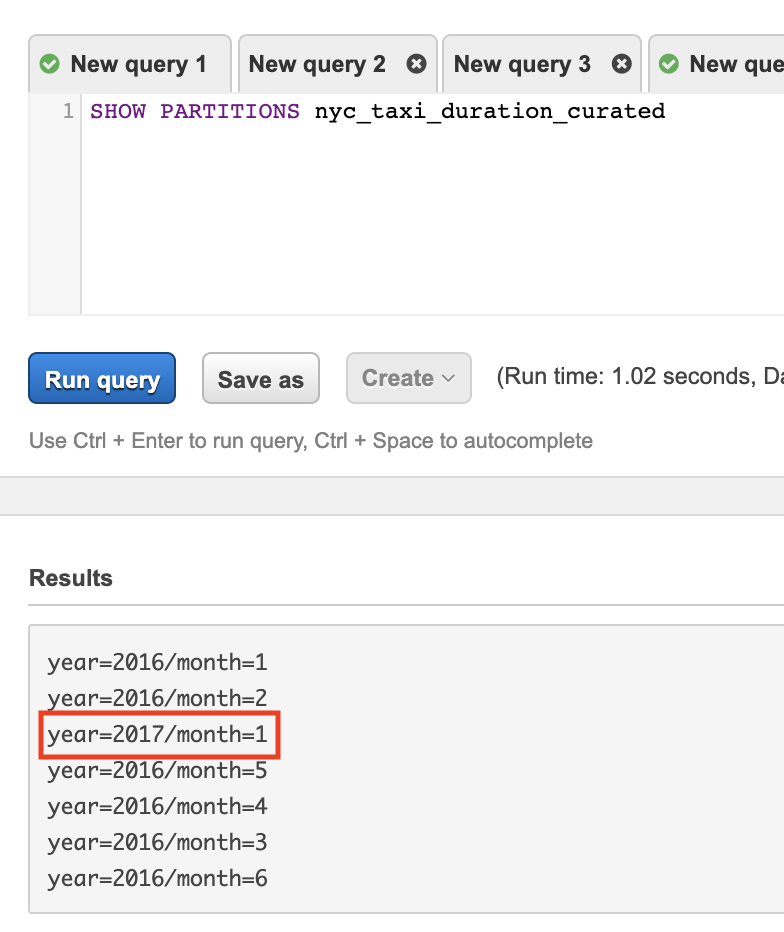 New query 1 New query 2 New query 3 New que
1 SHOW PARTITIONS nyc_taxi_duration_curated
Run query Save as Create (Run time: 1.02 seconds, Da
Use Ctrl + Enter to run query, Ctrl + Space to autocomplete
Results
year=2016/month=1
year=2016/month=2
year=2017/month=1
year=2016/month=5
year=2016/month=4
year=2016/month=3
year=2016/month=6